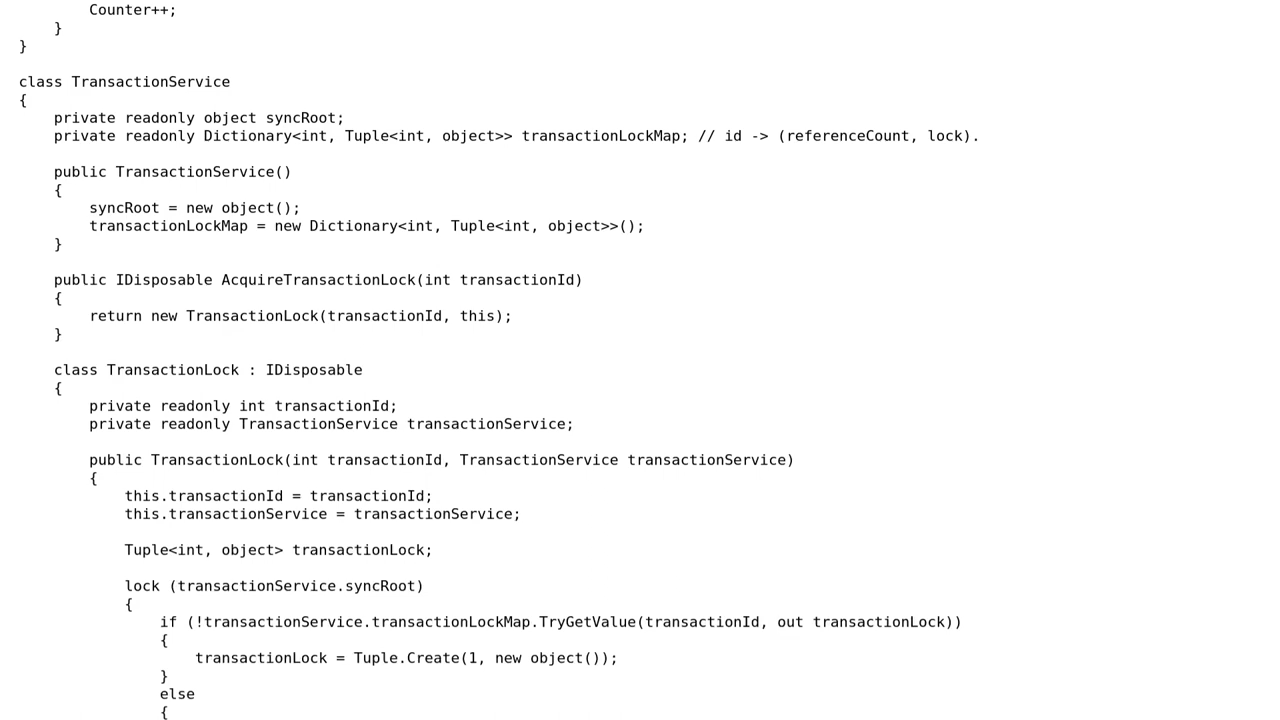 Counter++;
    }
}

class TransactionService
{
    private readonly object syncRoot;
    private readonly Dictionary<int, Tuple<int, object>> transactionLockMap; // id -> (referenceCount, lock).

    public TransactionService()
    {
        syncRoot = new object();
        transactionLockMap = new Dictionary<int, Tuple<int, object>>();
    }

    public IDisposable AcquireTransactionLock(int transactionId)
    {
        return new TransactionLock(transactionId, this);
    }

    class TransactionLock : IDisposable
    {
        private readonly int transactionId;
        private readonly TransactionService transactionService;

        public TransactionLock(int transactionId, TransactionService transactionService)
        {
            this.transactionId = transactionId;
            this.transactionService = transactionService;

            Tuple<int, object> transactionLock;

            lock (transactionService.syncRoot)
            {
                if (!transactionService.transactionLockMap.TryGetValue(transactionId, out transactionLock))
                {
                    transactionLock = Tuple.Create(1, new object());
                }
                else
                {